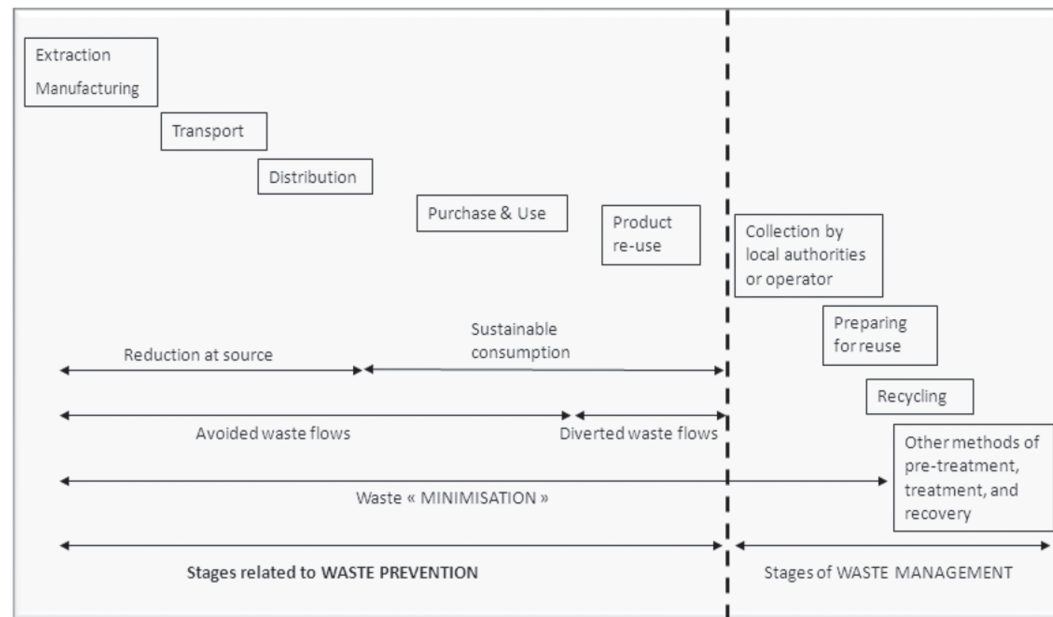 Extraction
Manufacturing
Transport
Distribution
Purchase & Use
Product
re-use
Collection by
local authorities
or operator
Preparing
for reuse
Recycling
Other methods of
pre-treatment,
treatment, and
recovery
Reduction at source
Sustainable
consumption
Avoided waste flows
Diverted waste flows
Waste « MINIMISATION »
Stages related to WASTE PREVENTION
Stages of WASTE MANAGEMENT